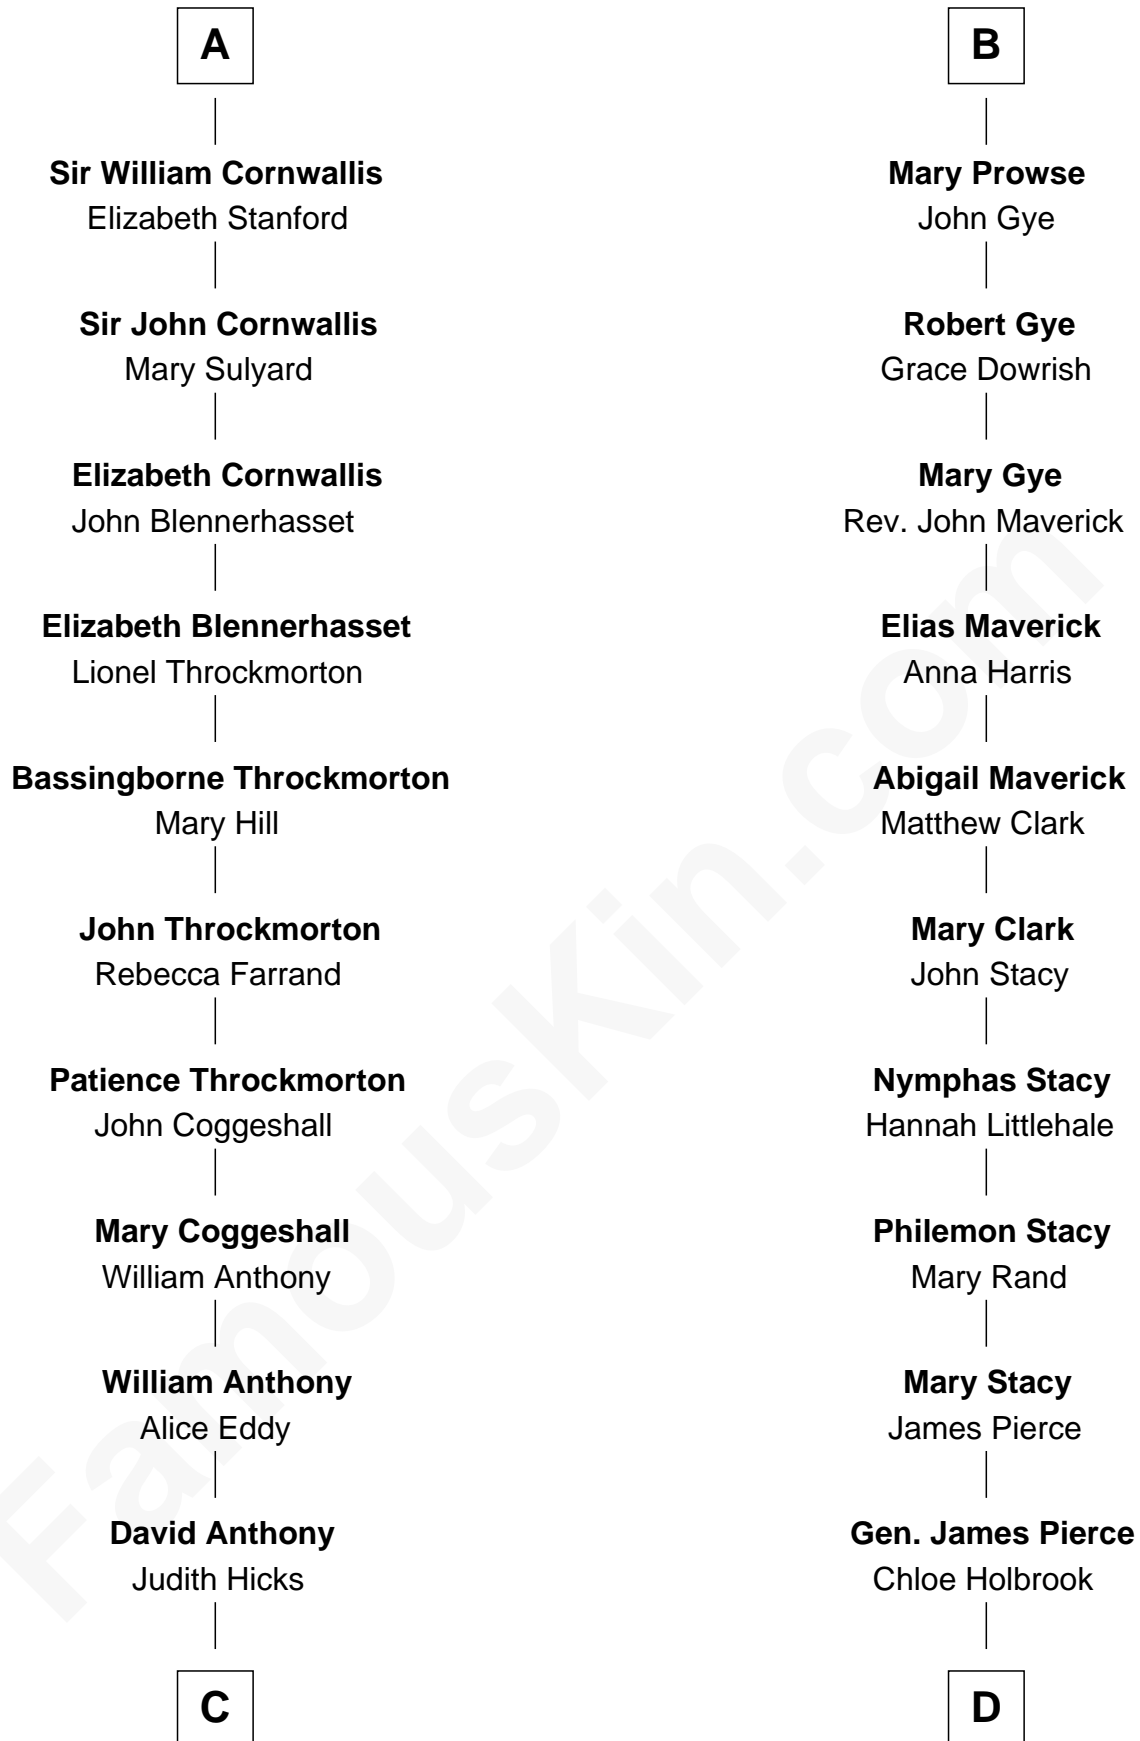 A
Sir William Cornwallis
Elizabeth Stanford
Sir John Cornwallis
Mary Sulyard
Elizabeth Cornwallis
John Blennerhasset
Elizabeth Blennerhasset
Lionel Throckmorton
Bassingborne Throckmorton
Mary Hill
John Throckmorton
Rebecca Farrand
Patience Throckmorton
John Coggeshall
Mary Coggeshall
William Anthony
William Anthony
Alice Eddy
David Anthony
Judith Hicks
C
B
Mary Prowse
John Gye
Robert Gye
Grace Dowrish
Mary Gye
Rev. John Maverick
Elias Maverick
Anna Harris
Abigail Maverick
Matthew Clark
Mary Clark
John Stacy
Nymphas Stacy
Hannah Littlehale
Philemon Stacy
Mary Rand
Mary Stacy
James Pierce
Gen. James Pierce
Chloe Holbrook
D
FamousKin.com